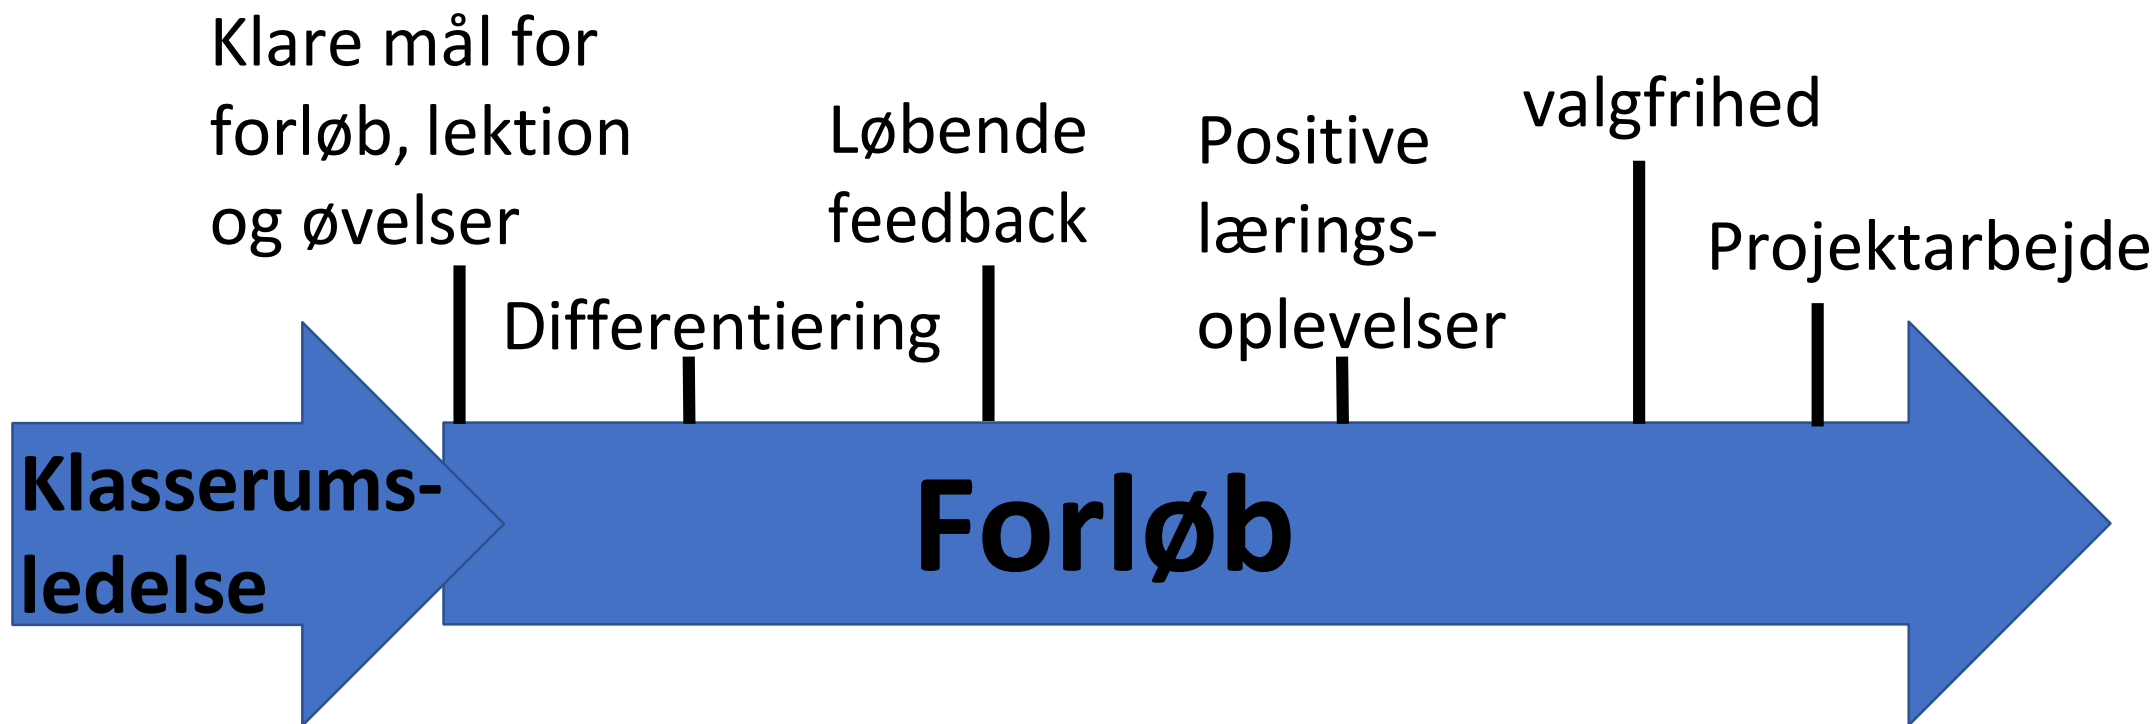 Klare mål for
forløb, lektion
og øvelser
Differentiering
Løbende
feedback
Positive
lærings-
oplevelser
valgfrihed
Projektarbejde
Klasserums-
ledelse
Forløb